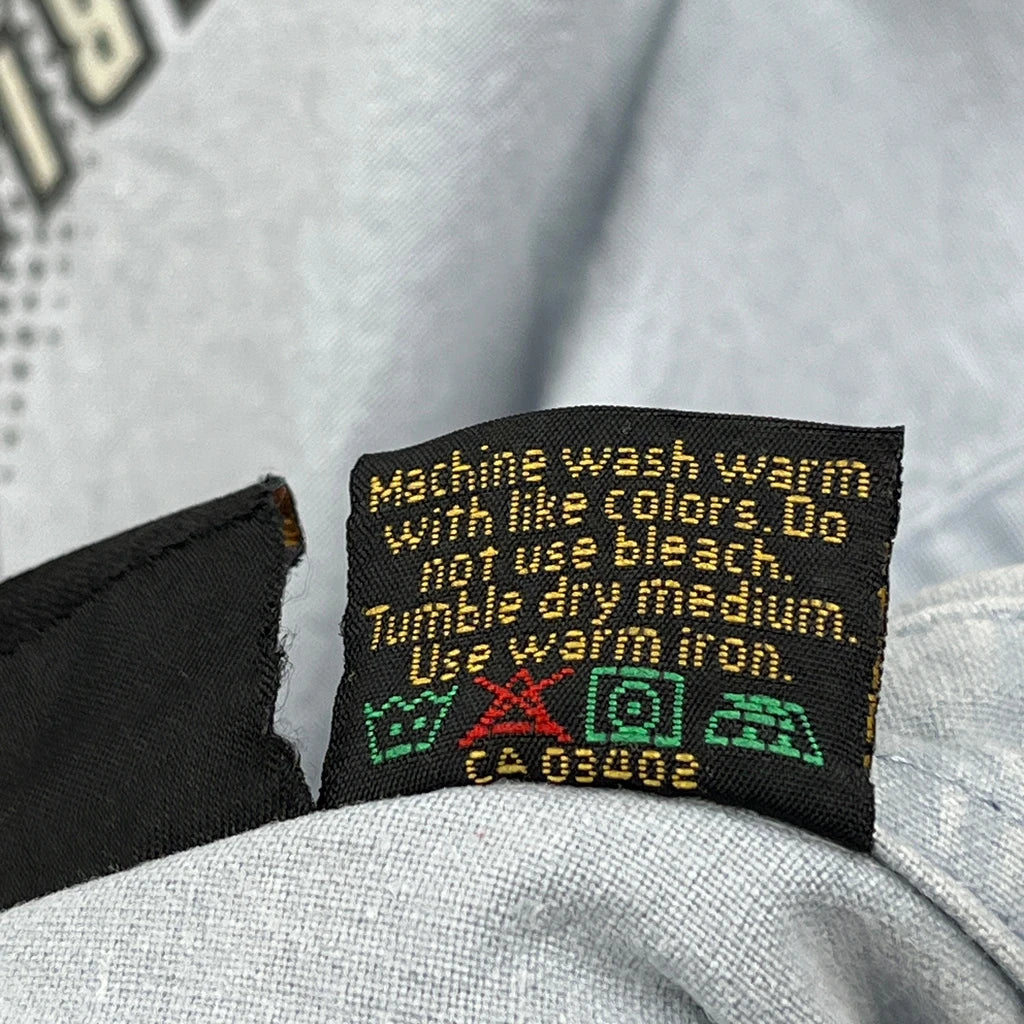 Machine wash warm
with like colors. Do
not use bleach.
Tumble dry medium.
Use warm iron.
CA 03402